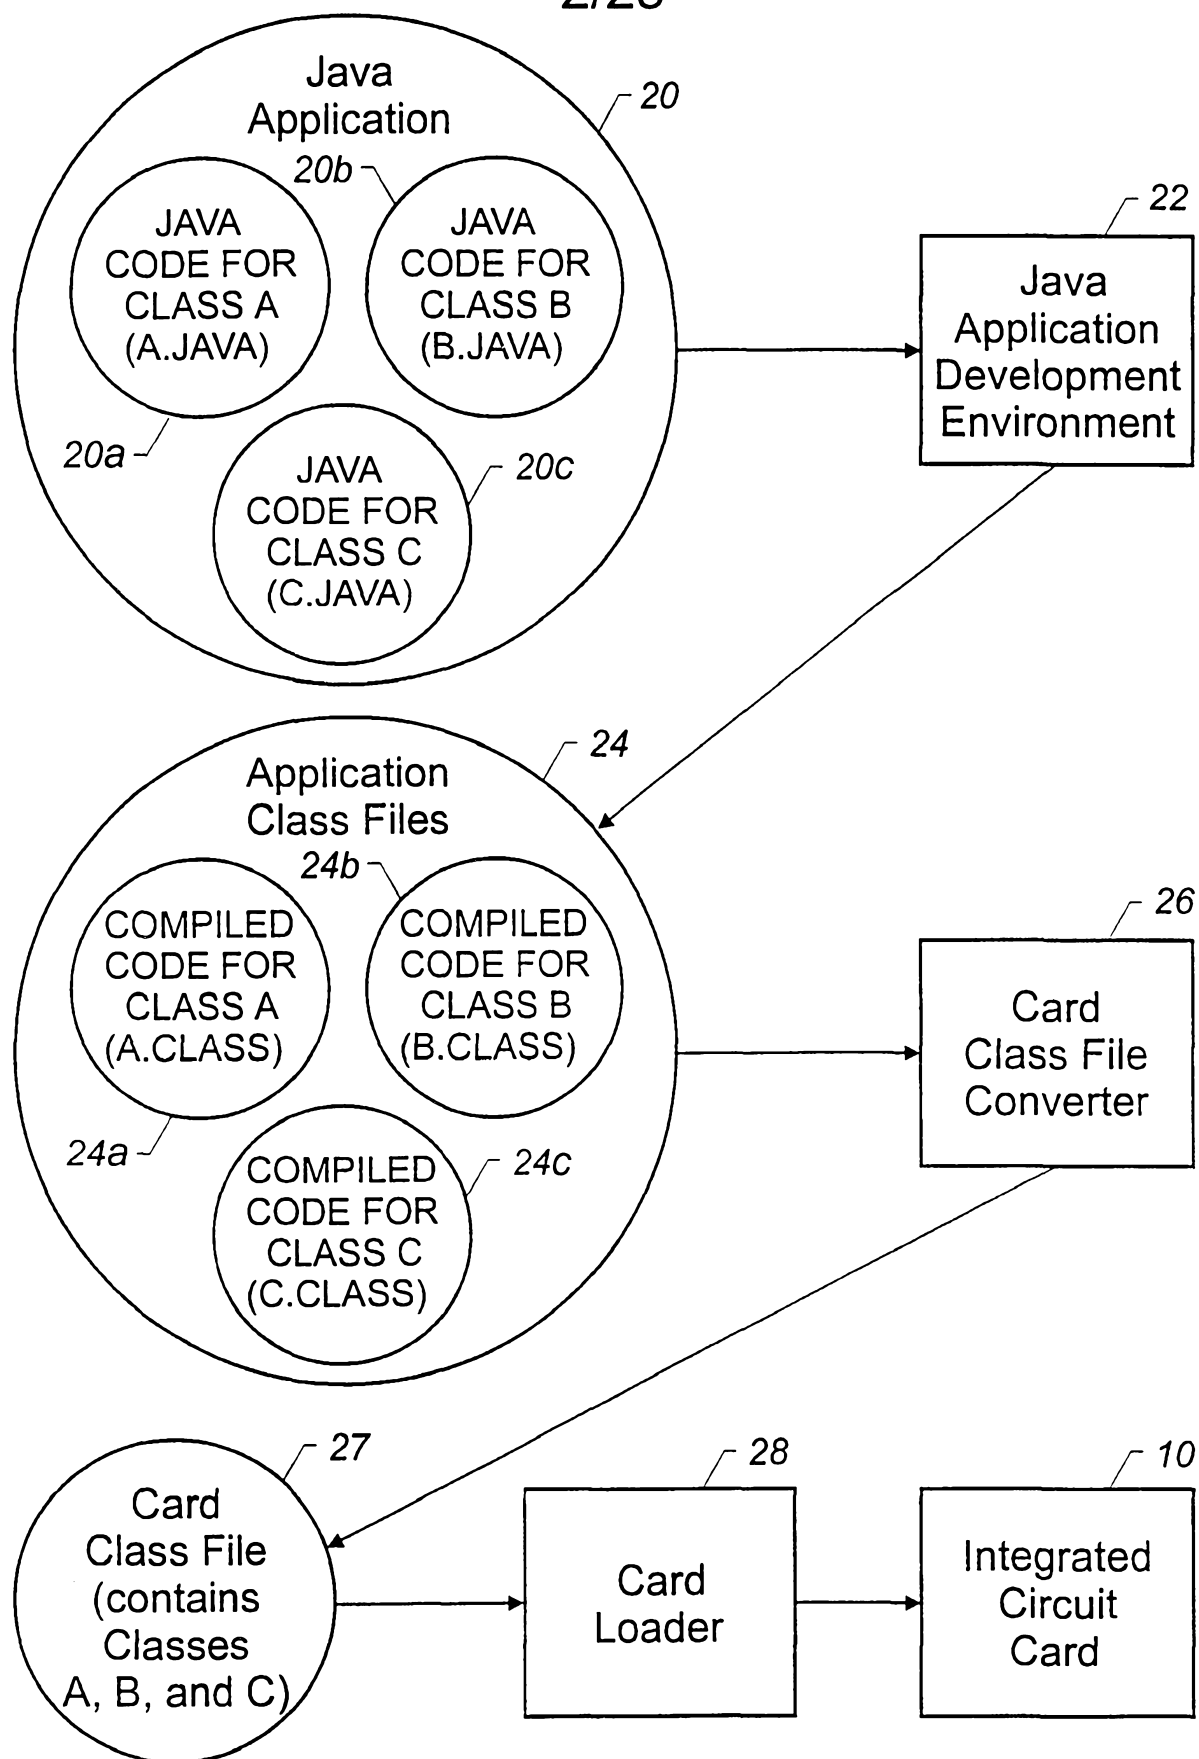 Java
Application
20
20b
JAVA
CODE FOR
CLASS A
(A.JAVA)
JAVA
CODE FOR
CLASS B
(B.JAVA)
20a
JAVA
CODE FOR
CLASS C
(C.JAVA)
20c
22
Java
Application
Development
Environment
24
Application
Class Files
24b
COMPILED
CODE FOR
CLASS A
(A.CLASS)
COMPILED
CODE FOR
CLASS B
(B.CLASS)
24a
COMPILED
CODE FOR
CLASS C
(C.CLASS)
24c
26
Card
Class File
Converter
27
Card
Class File
(contains
Classes
A, B, and C)
28
Card
Loader
10
Integrated
Circuit
Card